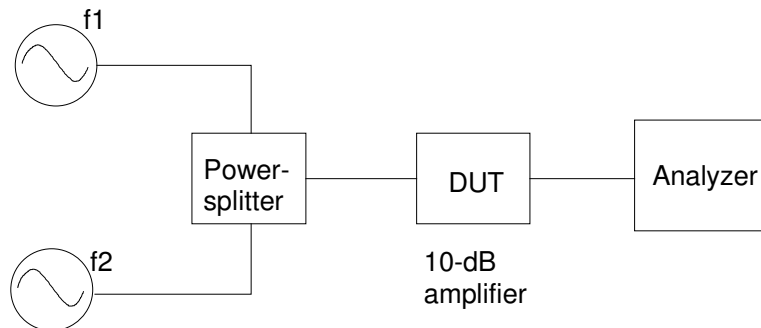 f1
Power-
splitter
DUT
Analyzer
f2
10-dB
amplifier